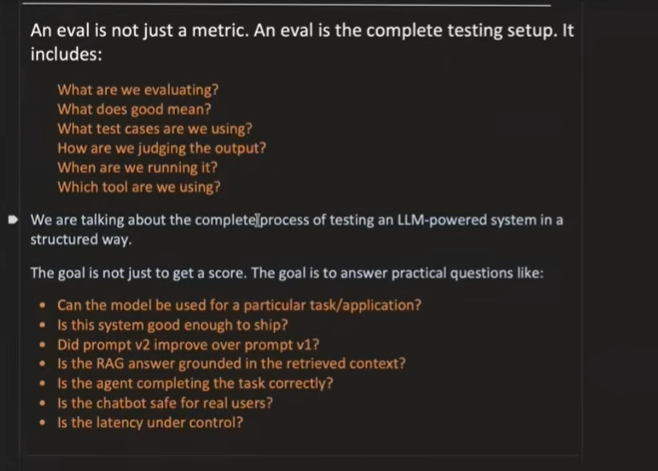 An eval is not just a metric. An eval is the complete testing setup. It
includes:
What are we evaluating?
What does good mean?
What test cases are we using?
How are we judging the output?
When are we running it?
Which tool are we using?
We are talking about the complete process of testing an LLM-powered system in a
structured way.
The goal is not just to get a score. The goal is to answer practical questions like:
• Can the model be used for a particular task/application?
• Is this system good enough to ship?
• Did prompt v2 improve over prompt v1?
• Is the RAG answer grounded in the retrieved context?
• Is the agent completing the task correctly?
• Is the chatbot safe for real users?
• Is the latency under control?